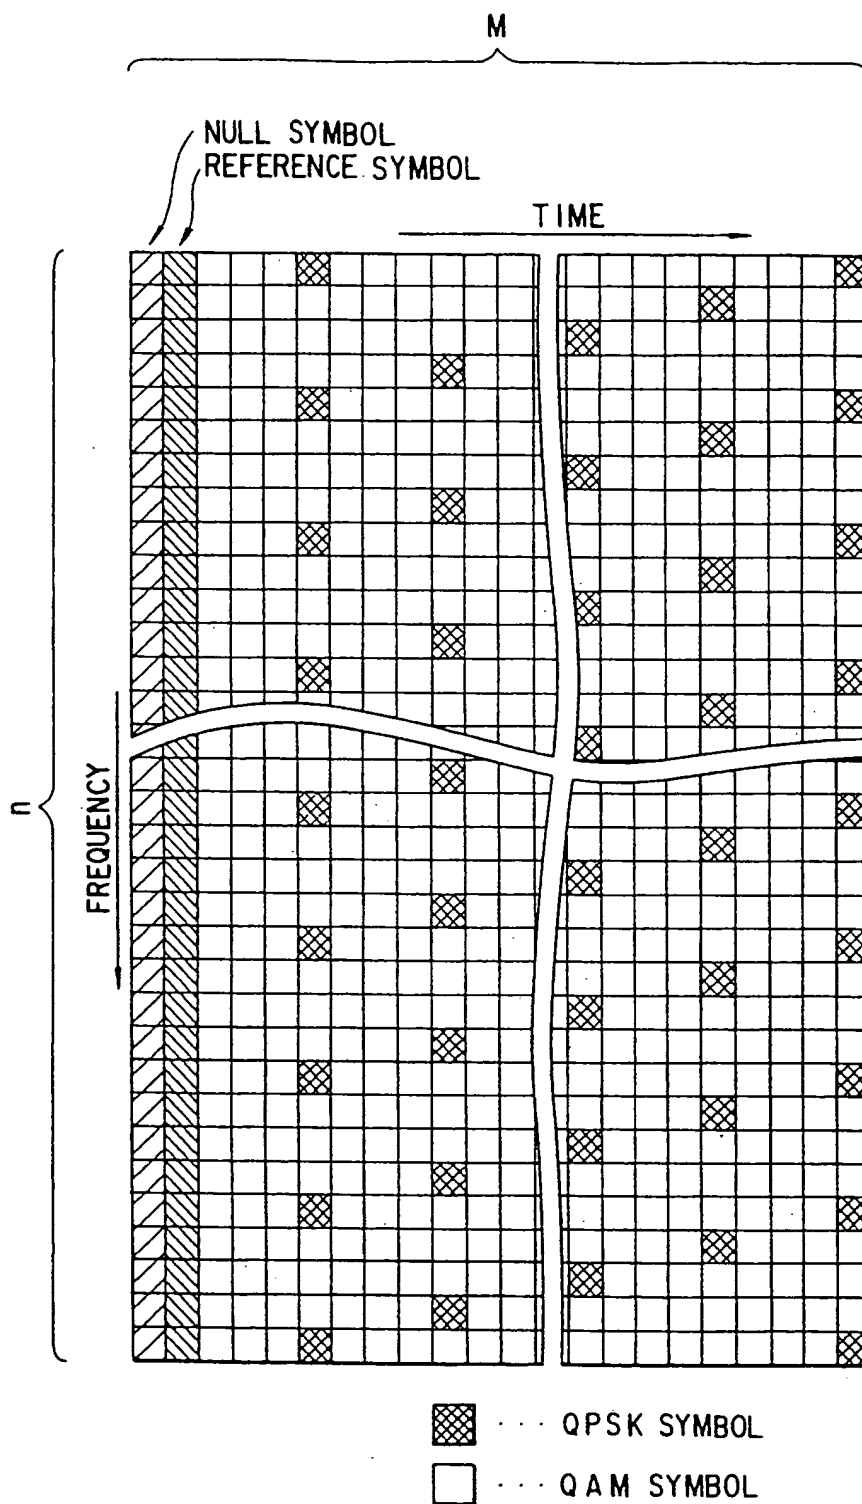 M
NULL SYMBOL
REFERENCE SYMBOL
TIME
n
FREQUENCY
··· QPSK SYMBOL
··· QAM SYMBOL